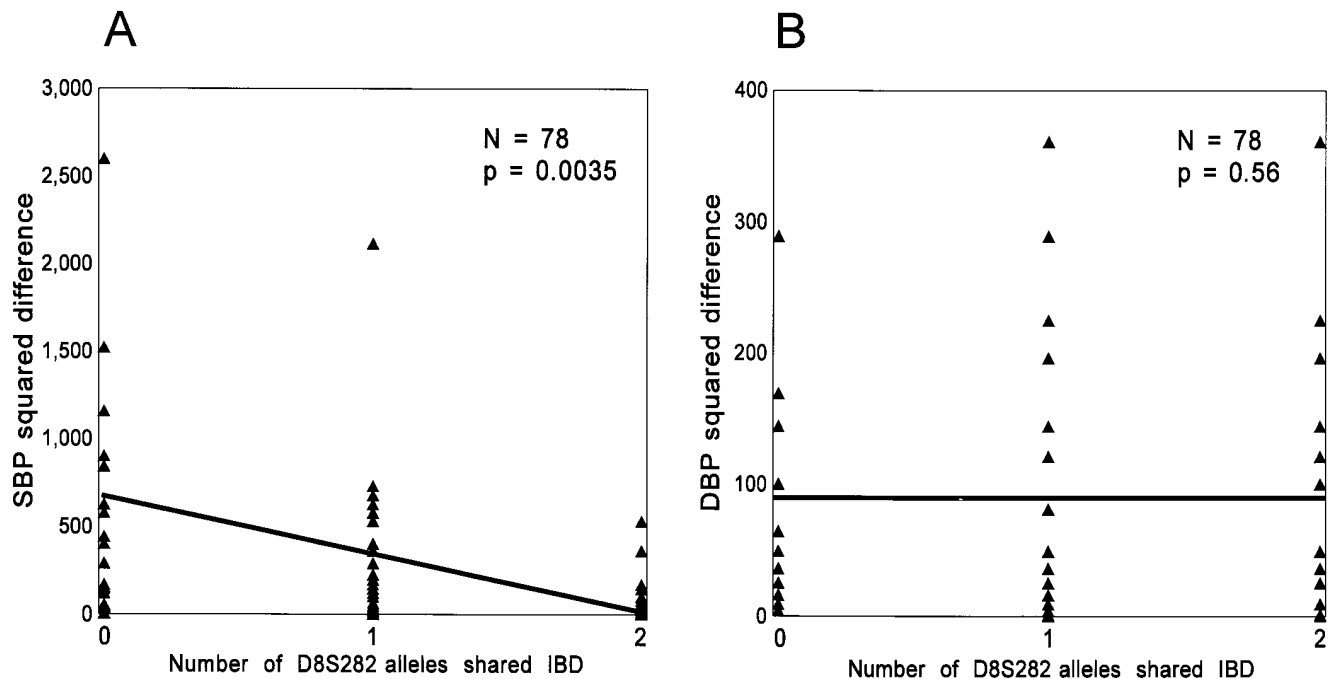 A
3,000
2,500
2,000
1,500
1,000
500
0
SBP squared difference
N = 78
p = 0.0035
0
1
2
Number of D8S282 alleles shared IBD
B
400
300
200
100
0
DBP squared difference
N = 78
p = 0.56
0
1
2
Number of D8S282 alleles shared IBD